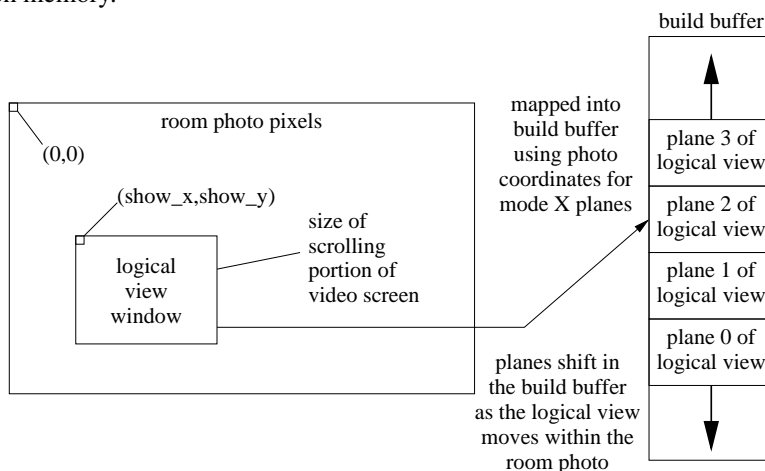 on memory.
build buffer
room photo pixels
(0,0)
(show_x,show_y)
logical
view
window
size of
scrolling
portion of
video screen
mapped into
build buffer
using photo
coordinates for
mode X planes
plane 3 of
logical view
plane 2 of
logical view
plane 1 of
logical view
plane 0 of
logical view
planes shift in
the build buffer
as the logical view
moves within the
room photo